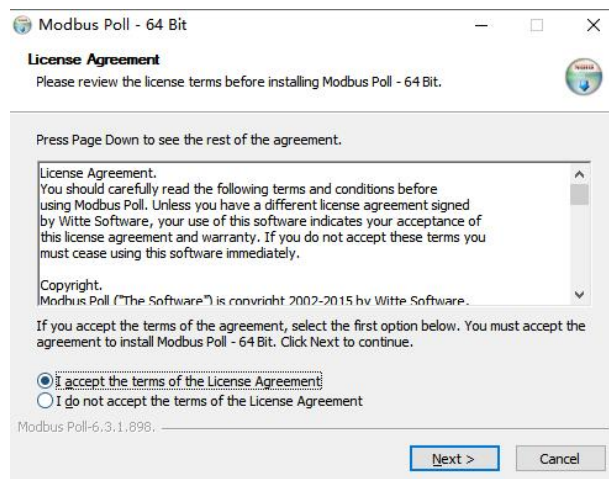 Modbus Poll - 64 Bit
License Agreement
Please review the license terms before installing Modbus Poll - 64 Bit.
Press Page Down to see the rest of the agreement.
License Agreement.
You should carefully read the following terms and conditions before
using Modbus Poll. Unless you have a different license agreement signed
by Witte Software, your use of this software indicates your acceptance of
this license agreement and warranty. If you do not accept these terms you
must cease using this software immediately.
Copyright.
Modbus Poll ("The Software") is copyright 2002-2015 by Witte Software.
If you accept the terms of the agreement, select the first option below. You must accept the
agreement to install Modbus Poll - 64 Bit. Click Next to continue.
I accept the terms of the License Agreement
I do not accept the terms of the License Agreement
Modbus Poll-6.3.1.898.
Next >
Cancel